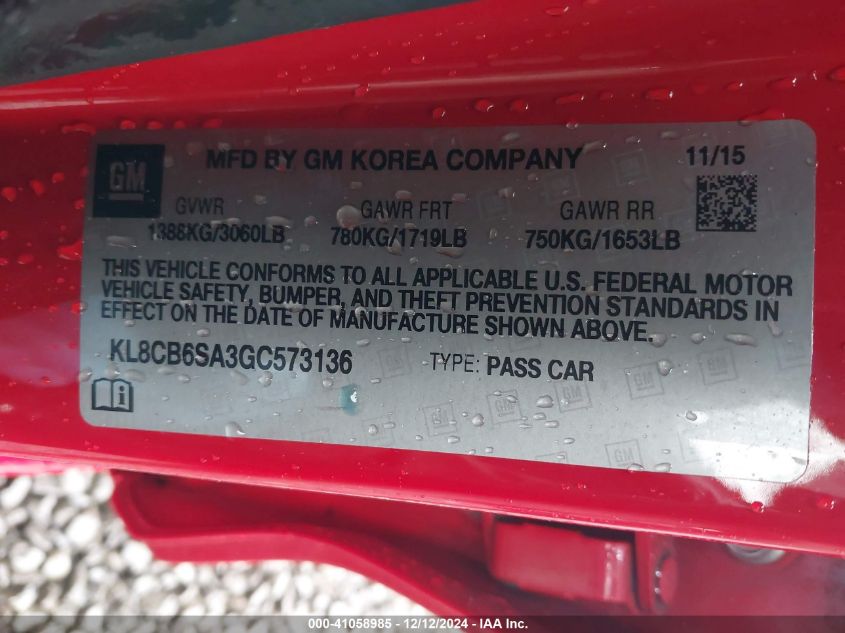 GM MFD BY GM KOREA COMPANY 11/15
GVWR GAWR FRT GAWR RR
1388KG/3060LB 780KG/1719LB 750KG/1653LB
THIS VEHICLE CONFORMS TO ALL APPLICABLE U.S. FEDERAL MOTOR
VEHICLE SAFETY, BUMPER, AND THEFT PREVENTION STANDARDS IN
EFFECT ON THE DATE OF MANUFACTURE SHOWN ABOVE.
KL8CB6SA3GC573136 TYPE: PASS CAR
000-41058985 - 12/12/2024 - IAA Inc.